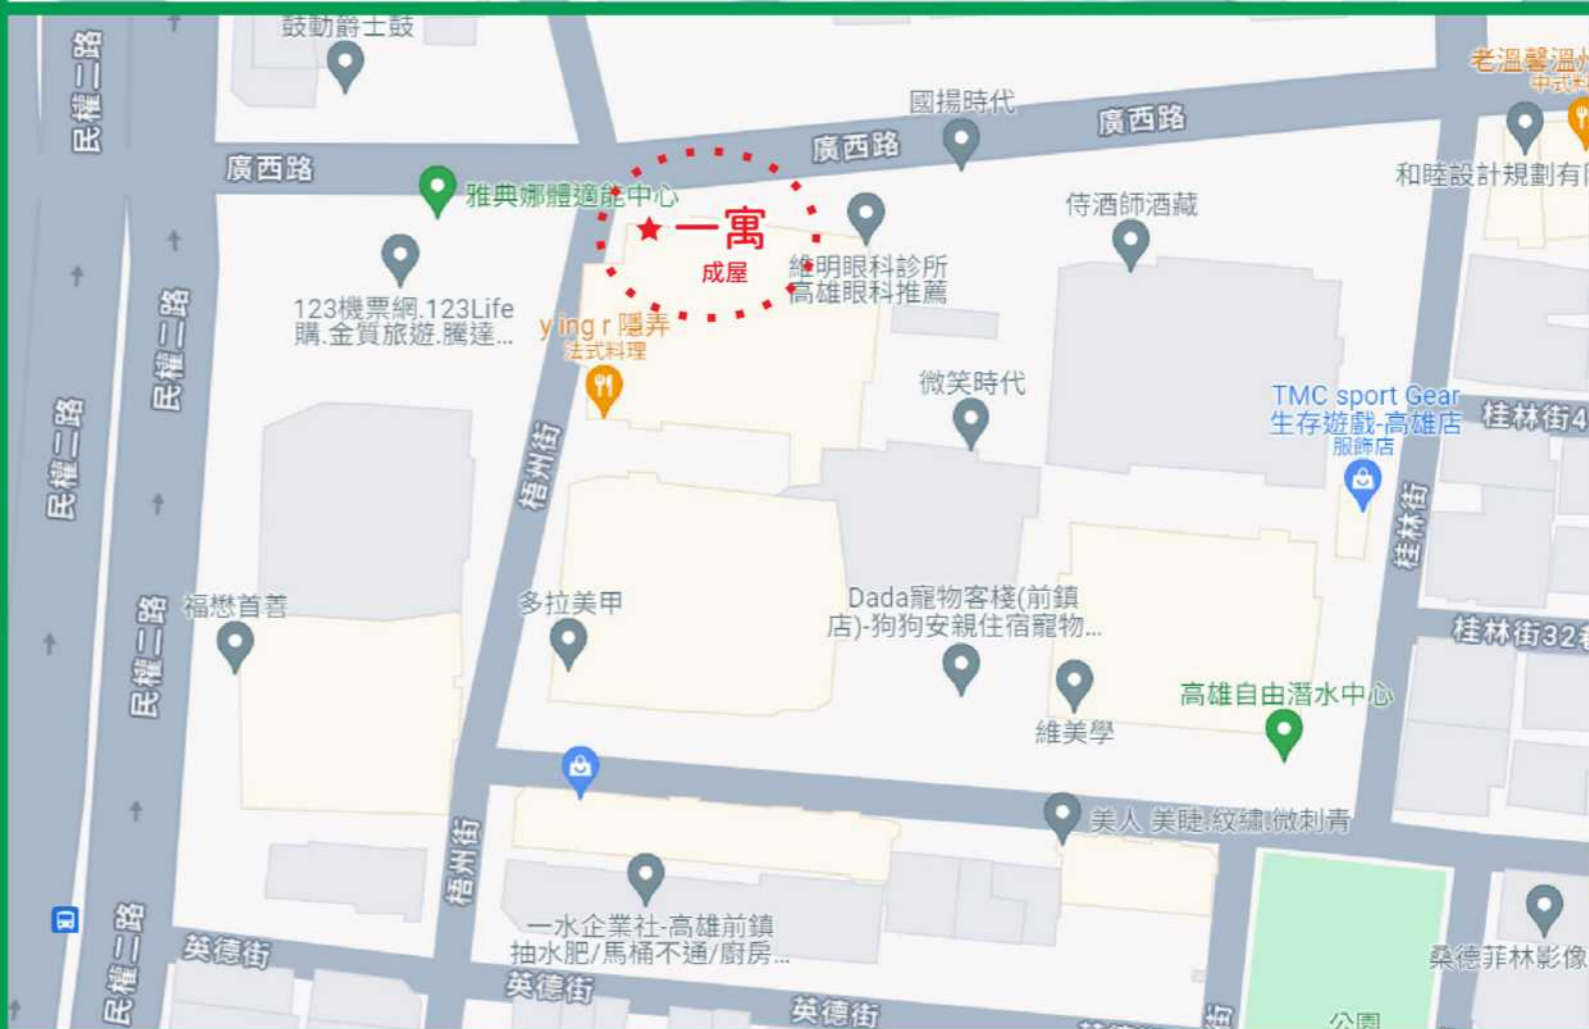 鼓動爵士鼓
民權二路
老溫馨溫州
國揚時代
廣西路
廣西路
廣西路
和睦設計規劃有限
雅典娜體適能中心
侍酒師酒藏
一寓
成屋
維明眼科診所
高雄眼科推薦
123機票網.123Life
購.金質旅遊.騰達...
民權二路
y ing r 隱弄
法式料理
微笑時代
TMC sport Gear
生存遊戲-高雄店
服飾店
桂林街4
民權二路
梧州街
桂林街
福懋首善
多拉美甲
Dada寵物客棧(前鎮
店)-狗狗安親住宿寵物...
桂林街32巷
民權二路
高雄自由潛水中心
維美學
美人 美睫.紋繡.微刺青
梧州街
一水企業社-高雄前鎮
抽水肥/馬桶不通/廚房...
民權二路
英德街
桑德菲林影像
英德街
英德街
街
公園